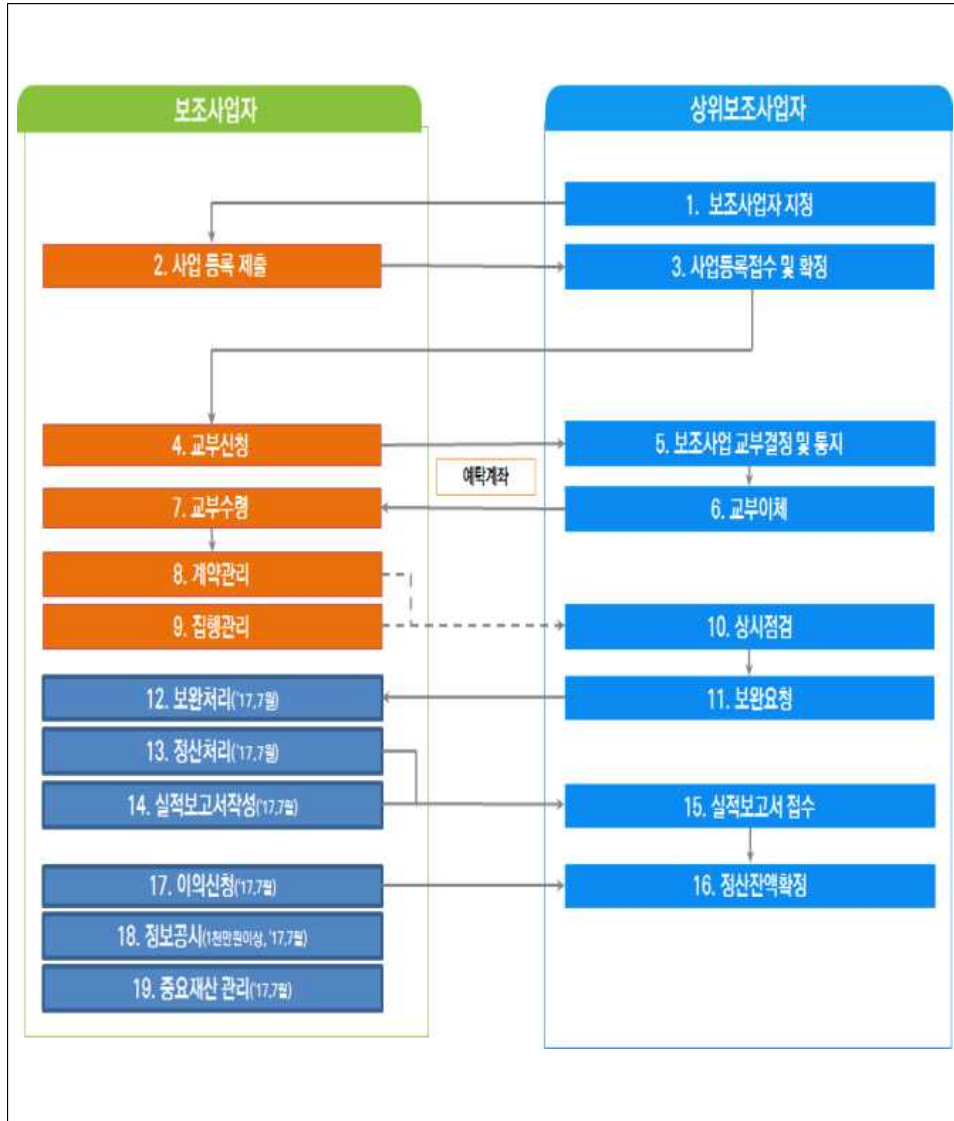 보조사업자
상위보조사업자
1. 보조사업자 지정
2. 사업 등록 제출
3. 사업등록접수 및 확정
4. 교부신청
5. 보조사업 교부결정 및 통지
예탁계좌
7. 교부수령
6. 교부이체
8. 계약관리
9. 집행관리
10. 상시점검
12. 보완처리('17.7월)
11. 보완요청
13. 정산처리('17.7월)
14. 실적보고서작성('17.7월)
15. 실적보고서 접수
17. 이의신청('17.7월)
16. 정산잔액확정
18. 정보공시(1천만원이상, '17.7월)
19. 중요재산 관리('17.7월)